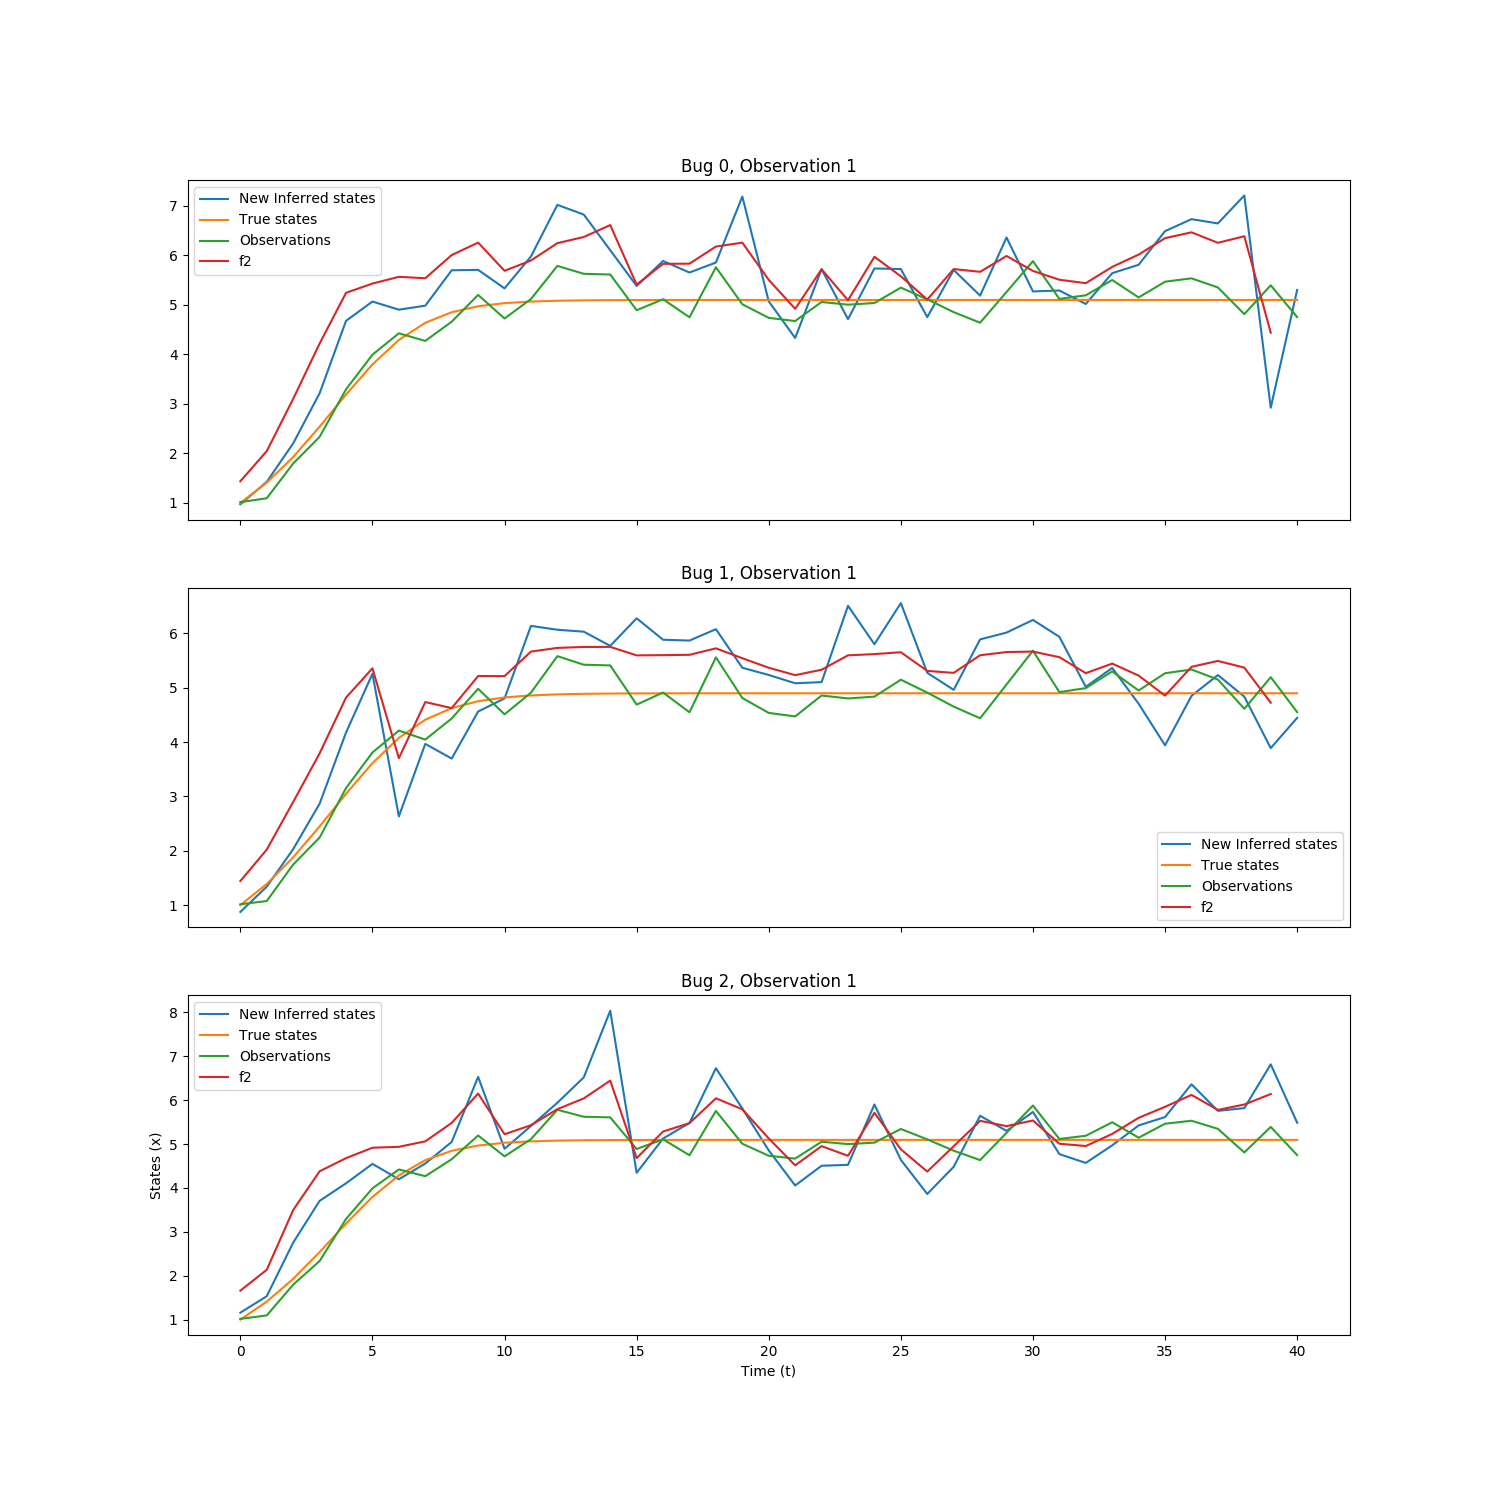 Bug 0, Observation 1
New Inferred states
True states
Observations
f2
7
6
5
4
3
2
1
Bug 1, Observation 1
6
5
4
3
2
1
New Inferred states
True states
Observations
f2
Bug 2, Observation 1
New Inferred states
True states
Observations
f2
8
7
6
5
4
3
2
1
States (x)
0 5 10 15 20 25 30 35 40
Time (t)